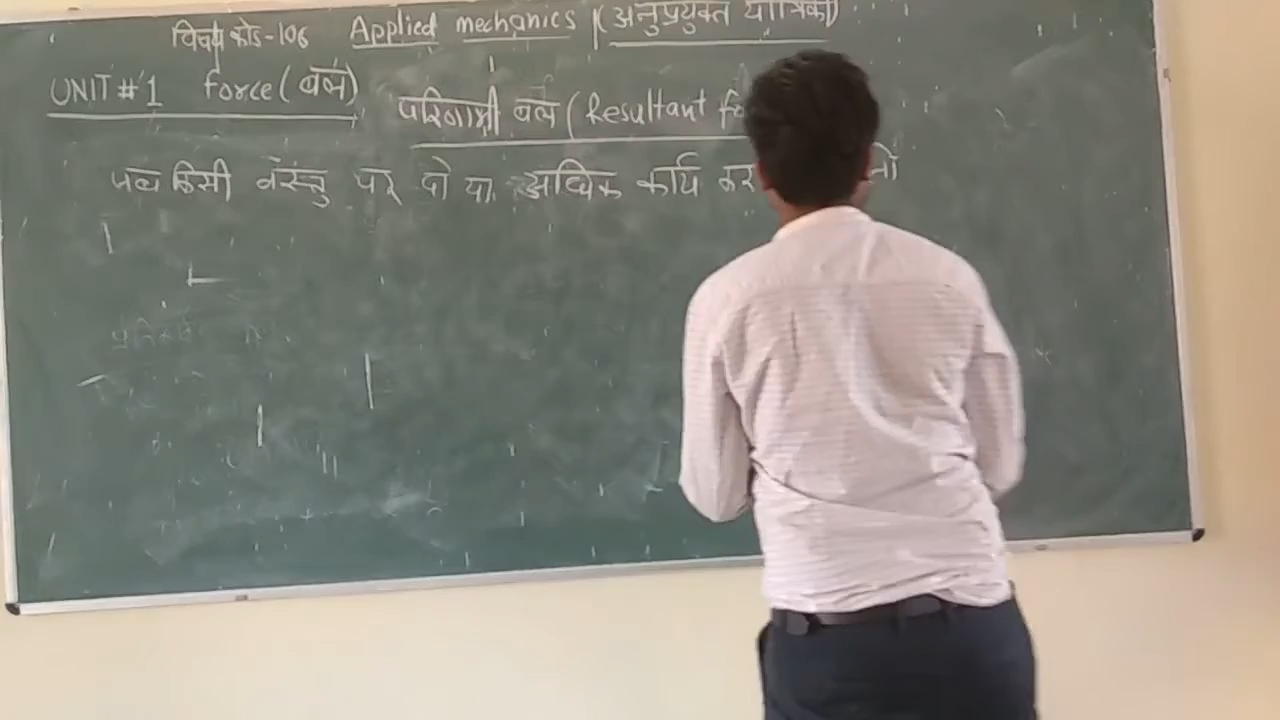 विषय कोड-106 Applied mechanics (अनुप्रयुक्त यांत्रिकी)
UNIT #1 force (बल)
परिणामी बल (Resultant fo
जब किसी वस्तु पर दो या अधिक कार्य कर तो